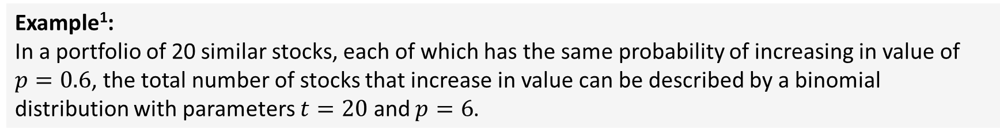 Example¹:
In a portfolio of 20 similar stocks, each of which has the same probability of increasing in value of
p = 0.6, the total number of stocks that increase in value can be described by a binomial
distribution with parameters t = 20 and p = 6.